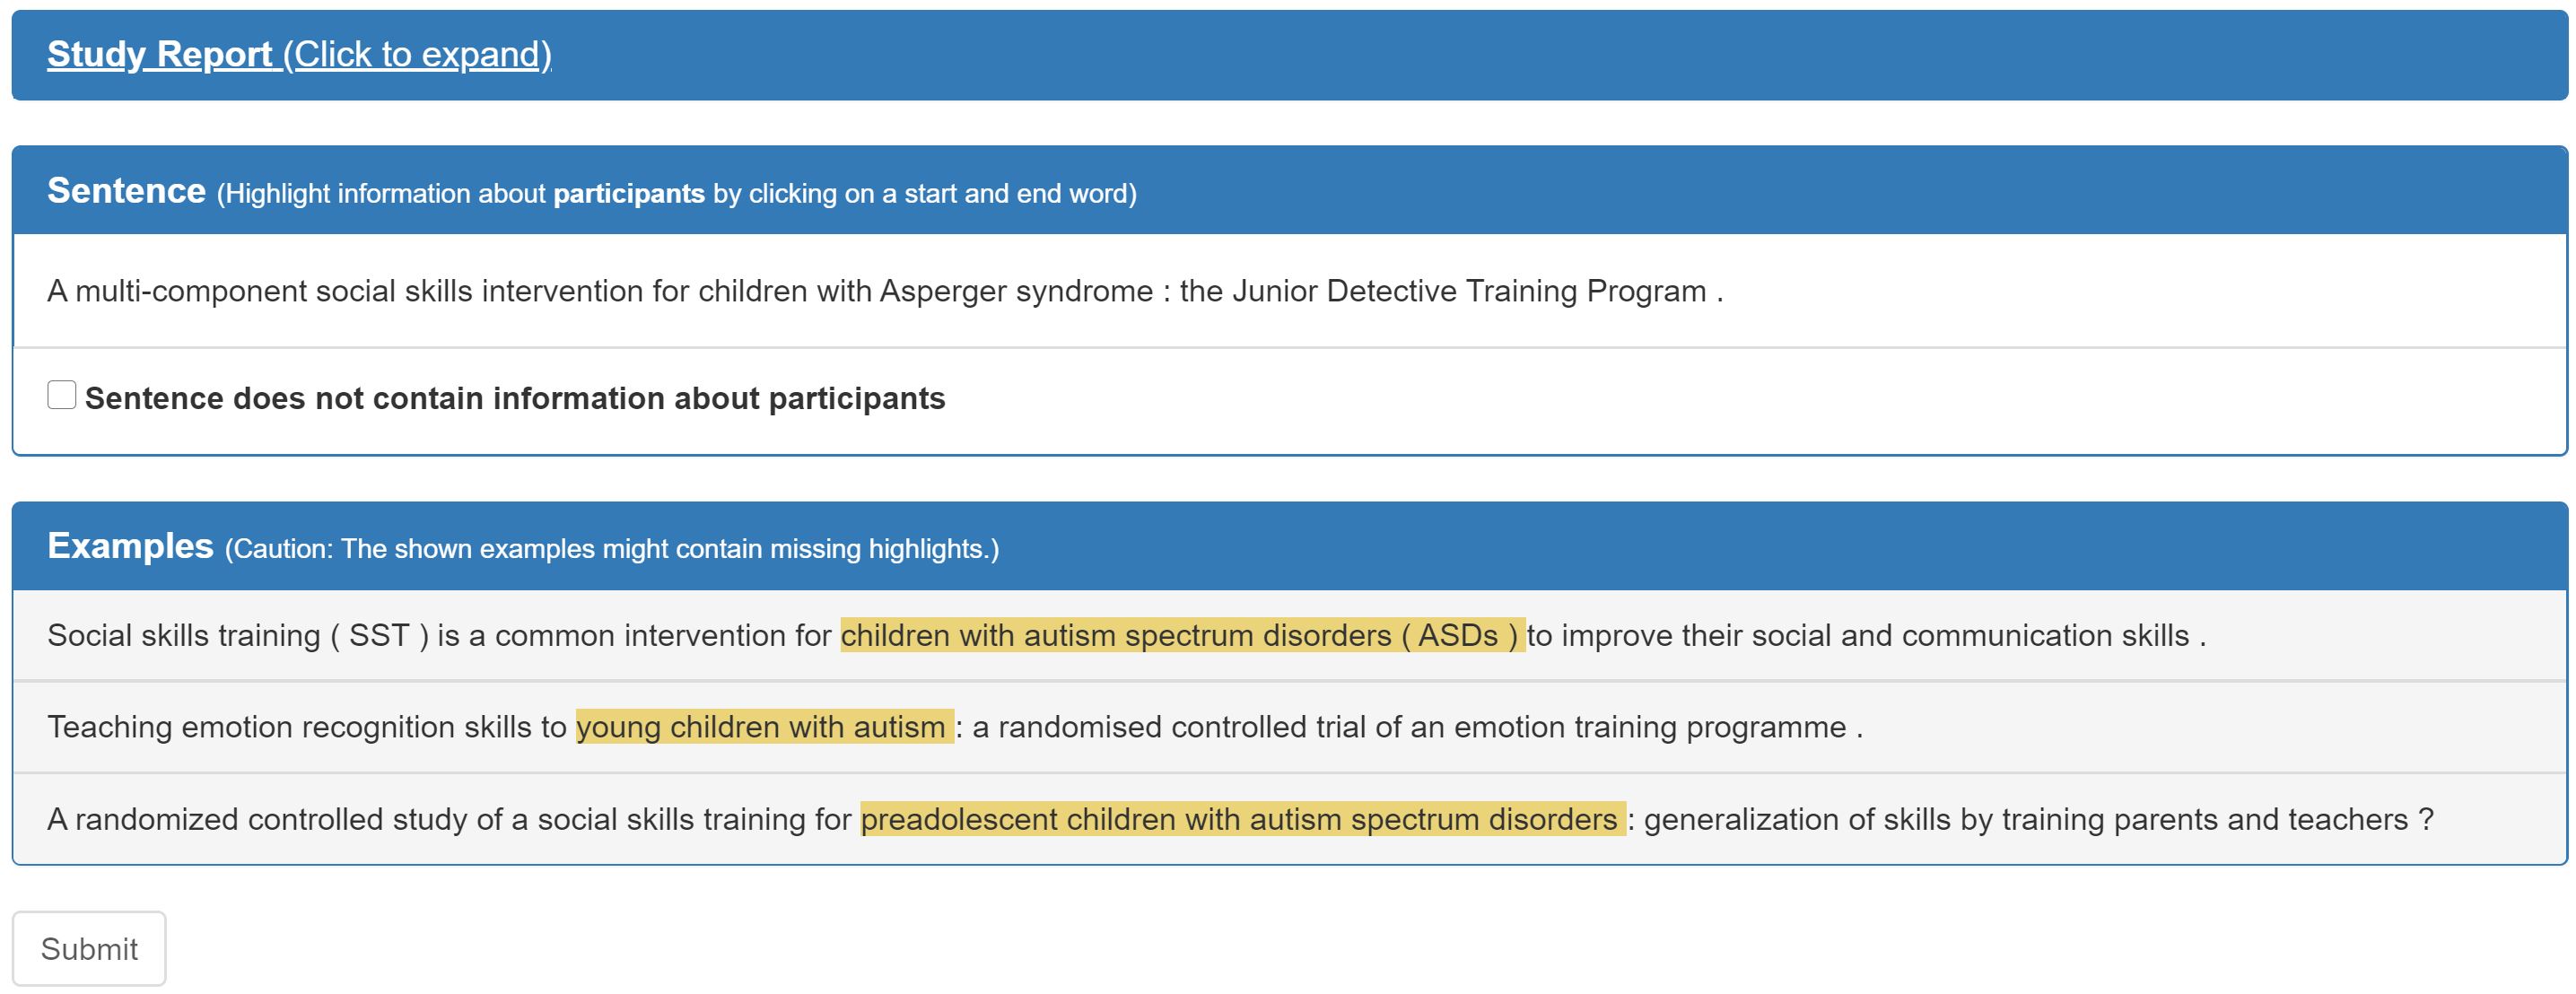 Study Report (Click to expand)
Sentence (Highlight information about participants by clicking on a start and end word)
A multi-component social skills intervention for children with Asperger syndrome : the Junior Detective Training Program .
Sentence does not contain information about participants
Examples (Caution: The shown examples might contain missing highlights.)
Social skills training ( SST ) is a common intervention for children with autism spectrum disorders ( ASDs ) to improve their social and communication skills .
Teaching emotion recognition skills to young children with autism : a randomised controlled trial of an emotion training programme .
A randomized controlled study of a social skills training for preadolescent children with autism spectrum disorders : generalization of skills by training parents and teachers ?
Submit